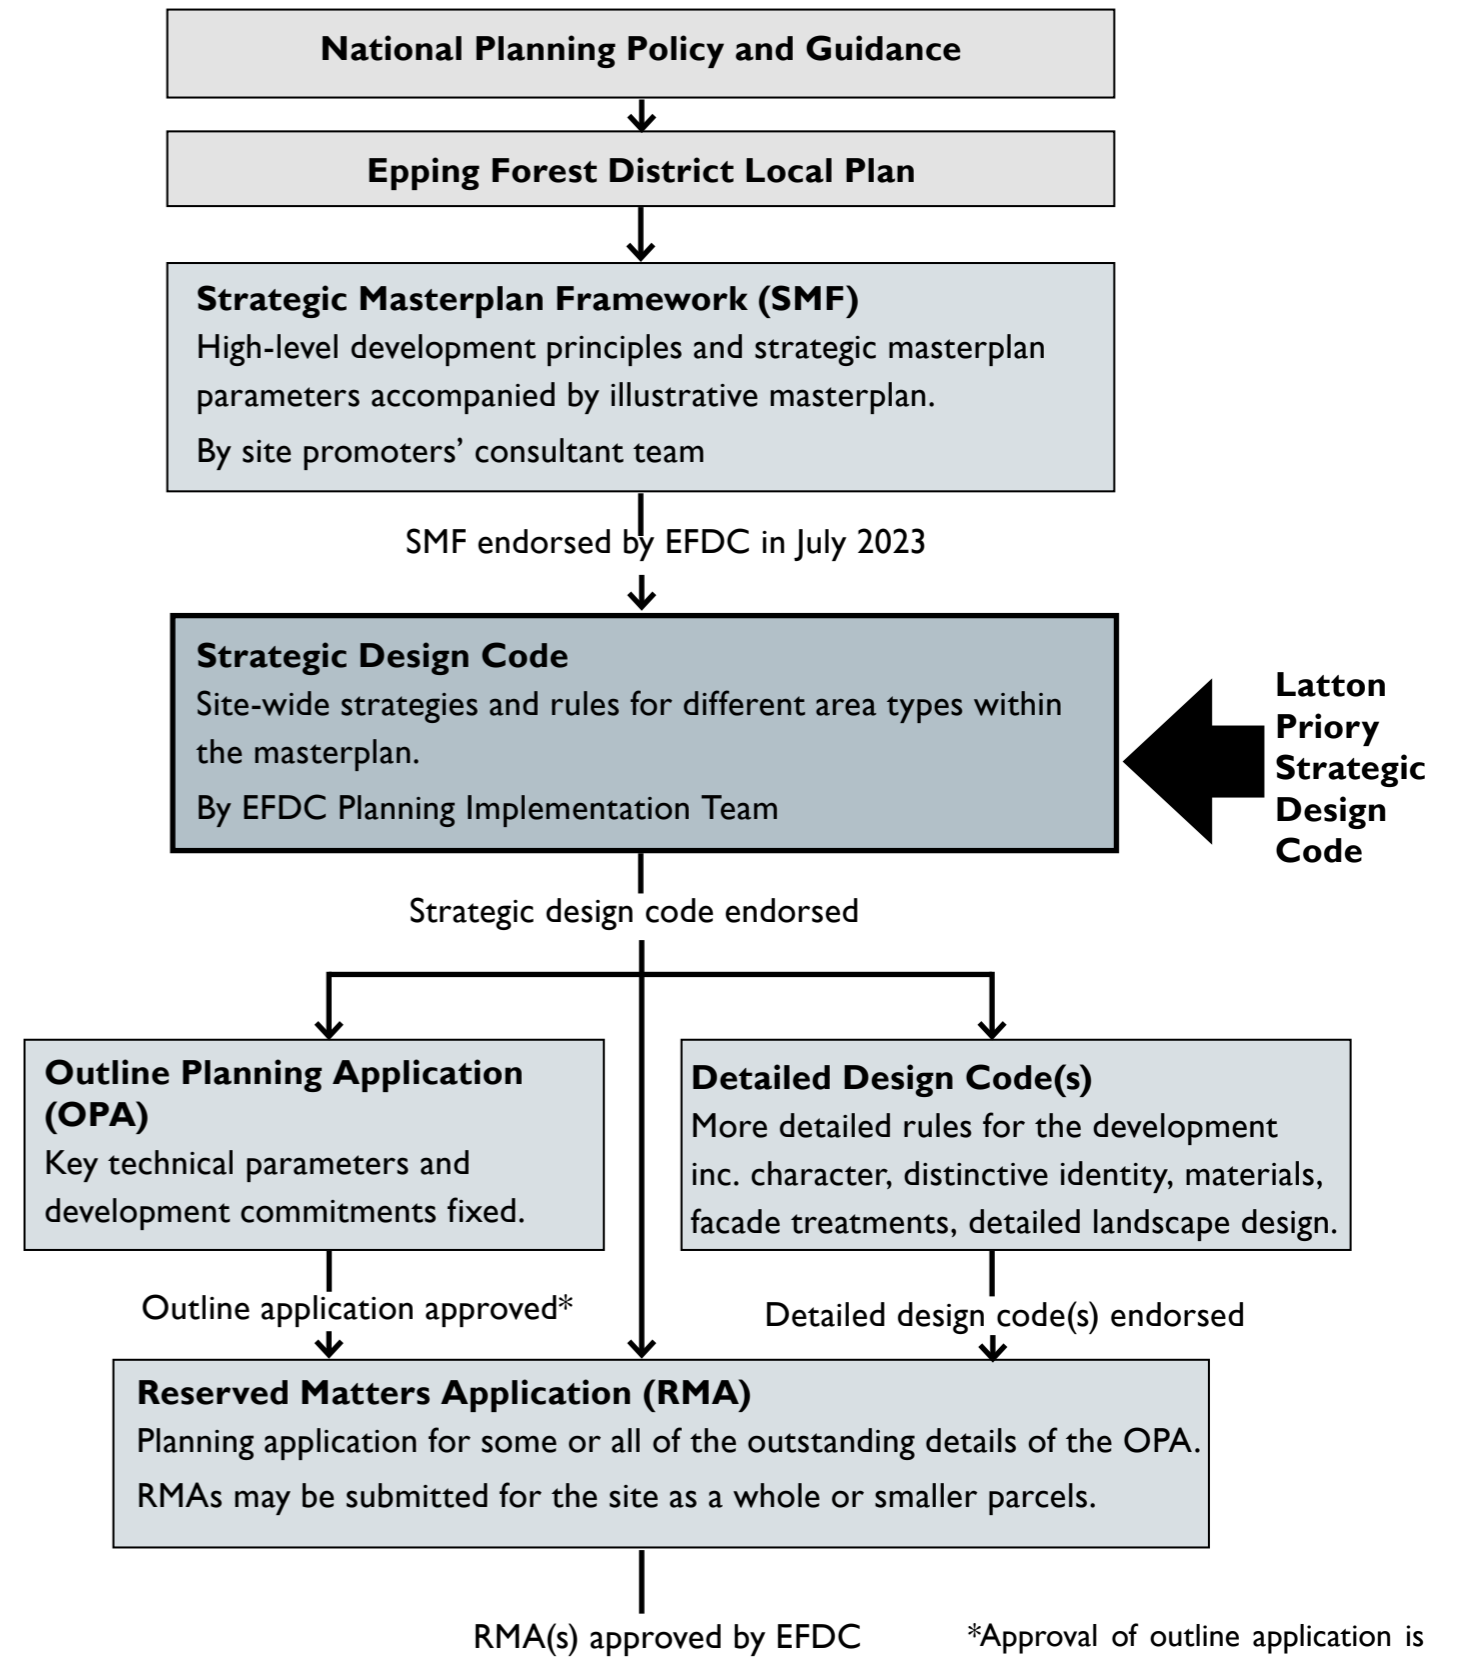 National Planning Policy and Guidance
Epping Forest District Local Plan
Strategic Masterplan Framework (SMF)
High-level development principles and strategic masterplan
parameters accompanied by illustrative masterplan.
By site promoters’ consultant team
SMF endorsed by EFDC in July 2023
Strategic Design Code
Site-wide strategies and rules for different area types within
the masterplan.
By EFDC Planning Implementation Team
Latton
Priory
Strategic
Design
Code
Strategic design code endorsed
Outline Planning Application
(OPA)
Key technical parameters and
development commitments fixed.
Detailed Design Code(s)
More detailed rules for the development
inc. character, distinctive identity, materials,
facade treatments, detailed landscape design.
Outline application approved*
Detailed design code(s) endorsed
Reserved Matters Application (RMA)
Planning application for some or all of the outstanding details of the OPA.
RMAs may be submitted for the site as a whole or smaller parcels.
RMA(s) approved by EFDC
*Approval of outline application is